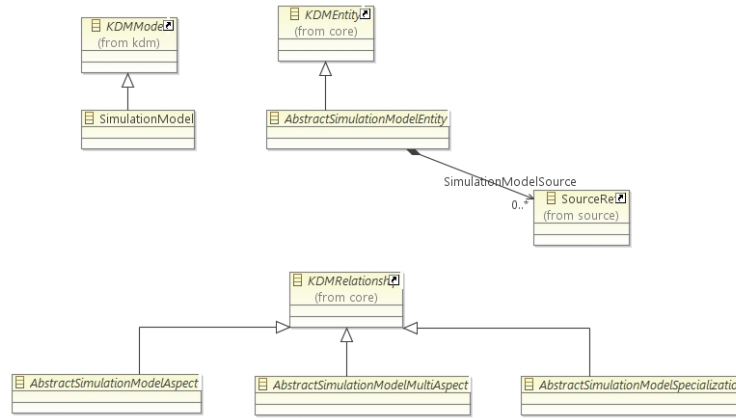 KDMMode
(from kdm)
KDMEntity
(from core)
SimulationModel
AbstractSimulationModelEntity
SimulationModelSource
0..*
SourceRe
(from source)
KDMRelationsh
(from core)
AbstractSimulationModelAspect
AbstractSimulationModelMultiAspect
AbstractSimulationModelSpecializatio